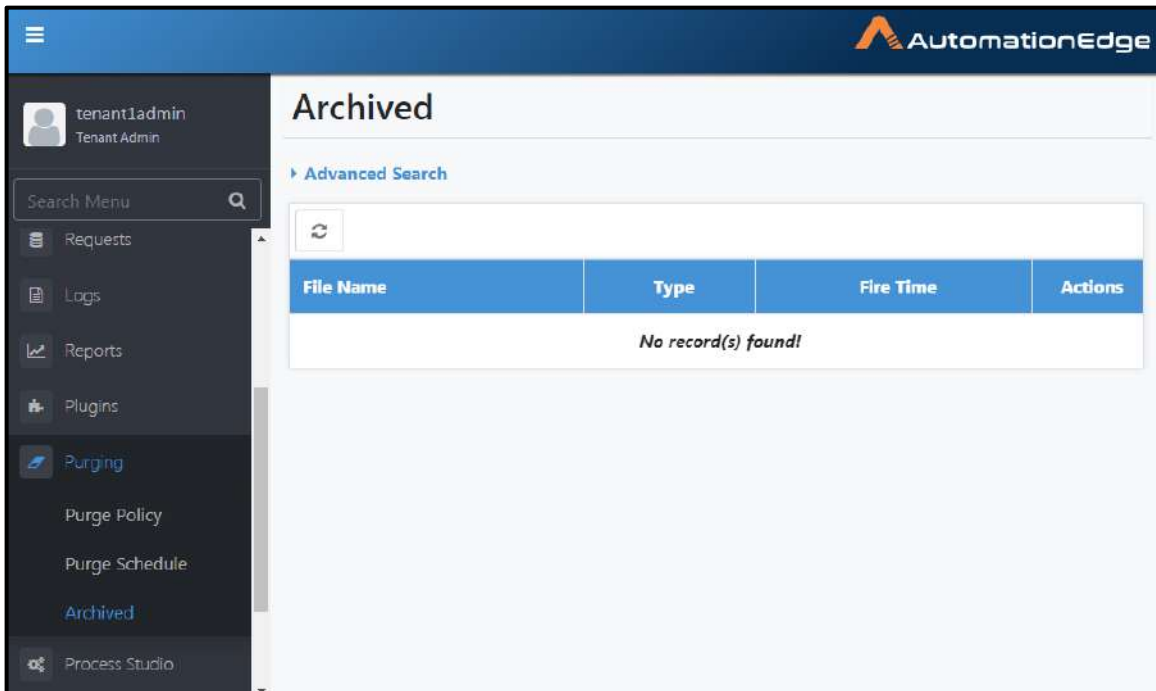 AutomationEdge
tenant1admin
Tenant Admin
Search Menu
Requests
Logs
Reports
Plugins
Purging
Purge Policy
Purge Schedule
Archived
Process Studio
Archived
Advanced Search
File Name Type Fire Time Actions
No record(s) found!